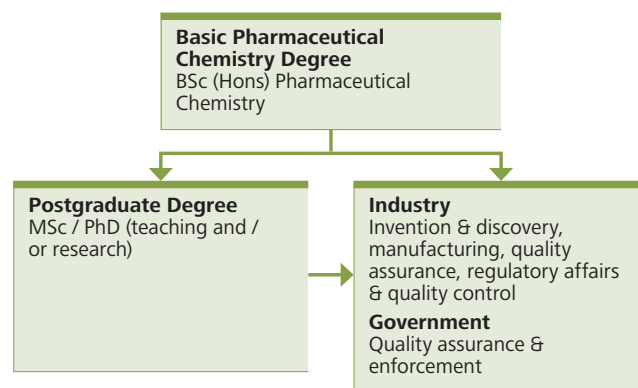 Basic Pharmaceutical
Chemistry Degree
BSc (Hons) Pharmaceutical
Chemistry
Postgraduate Degree
MSc / PhD (teaching and /
or research)
Industry
Invention & discovery,
manufacturing, quality
assurance, regulatory affairs
& quality control
Government
Quality assurance &
enforcement